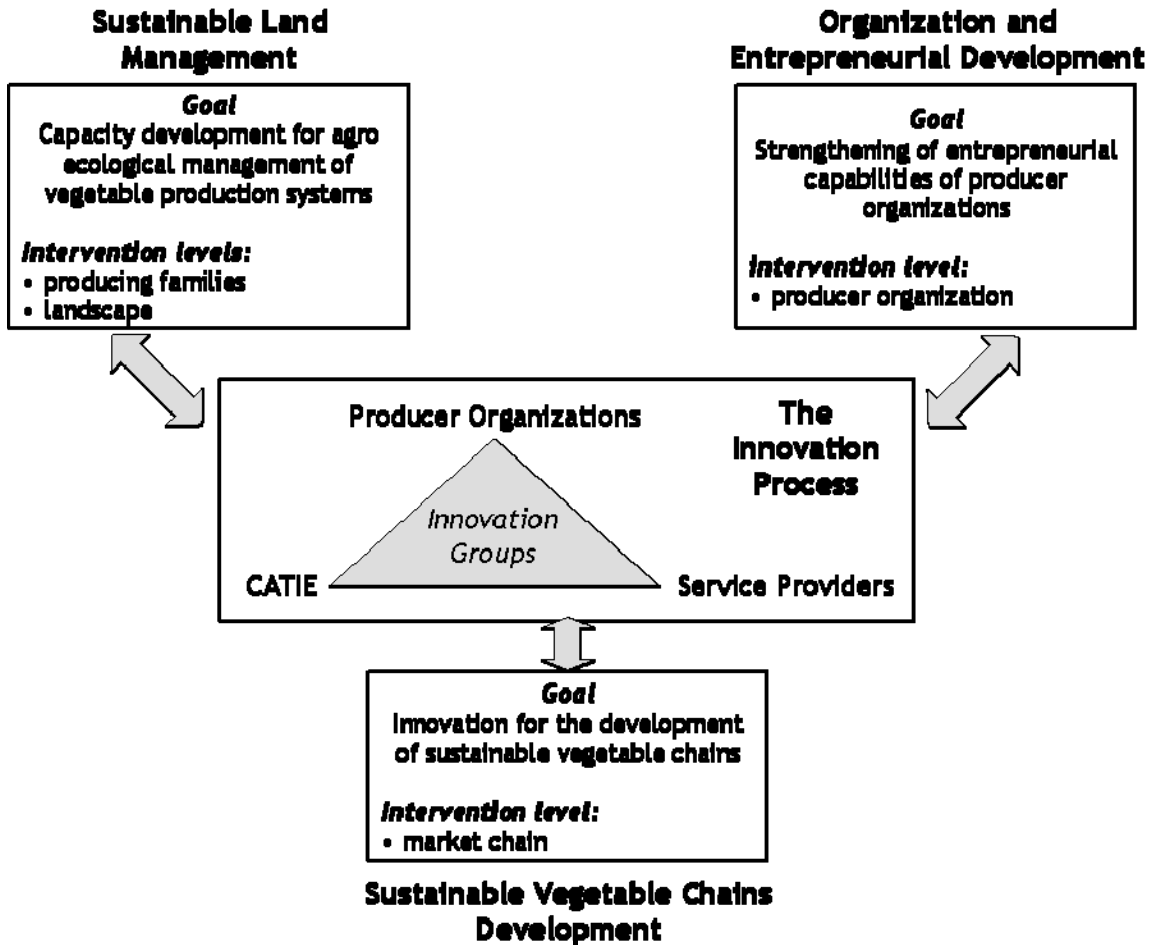 Sustainable Land
Management
Goal
Capacity development for agro
ecological management of
vegetable production systems
Intervention levels:
• producing families
• landscape
Organization and
Entrepreneurial Development
Goal
Strengthening of entrepreneurial
capabilities of producer
organizations
Intervention level:
• producer organization
Producer Organizations
The
Innovation
Process
Innovation
Groups
CATIE
Service Providers
Goal
Innovation for the development
of sustainable vegetable chains
Intervention level:
• market chain
Sustainable Vegetable Chains
Development